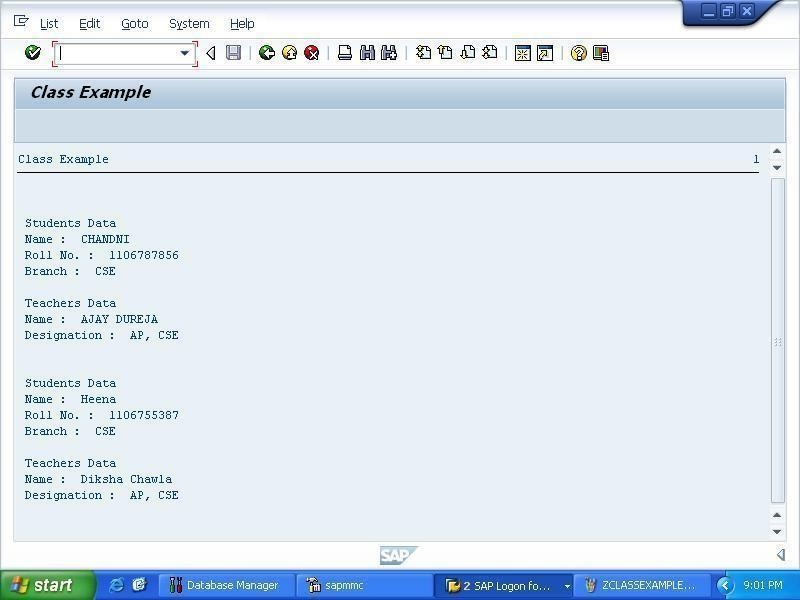 List Edit Goto System Help
Class Example
Class Example 1
Students Data
Name : CHANDNI
Roll No. : 1106787856
Branch : CSE
Teachers Data
Name : AJAY DUREJA
Designation : AP, CSE
Students Data
Name : Heena
Roll No. : 1106755387
Branch : CSE
Teachers Data
Name : Diksha Chawla
Designation : AP, CSE
SAP
start Database Manager sapmmc 2 SAP Logon fo... ZCLASSEXAMPLE... 9:01 PM